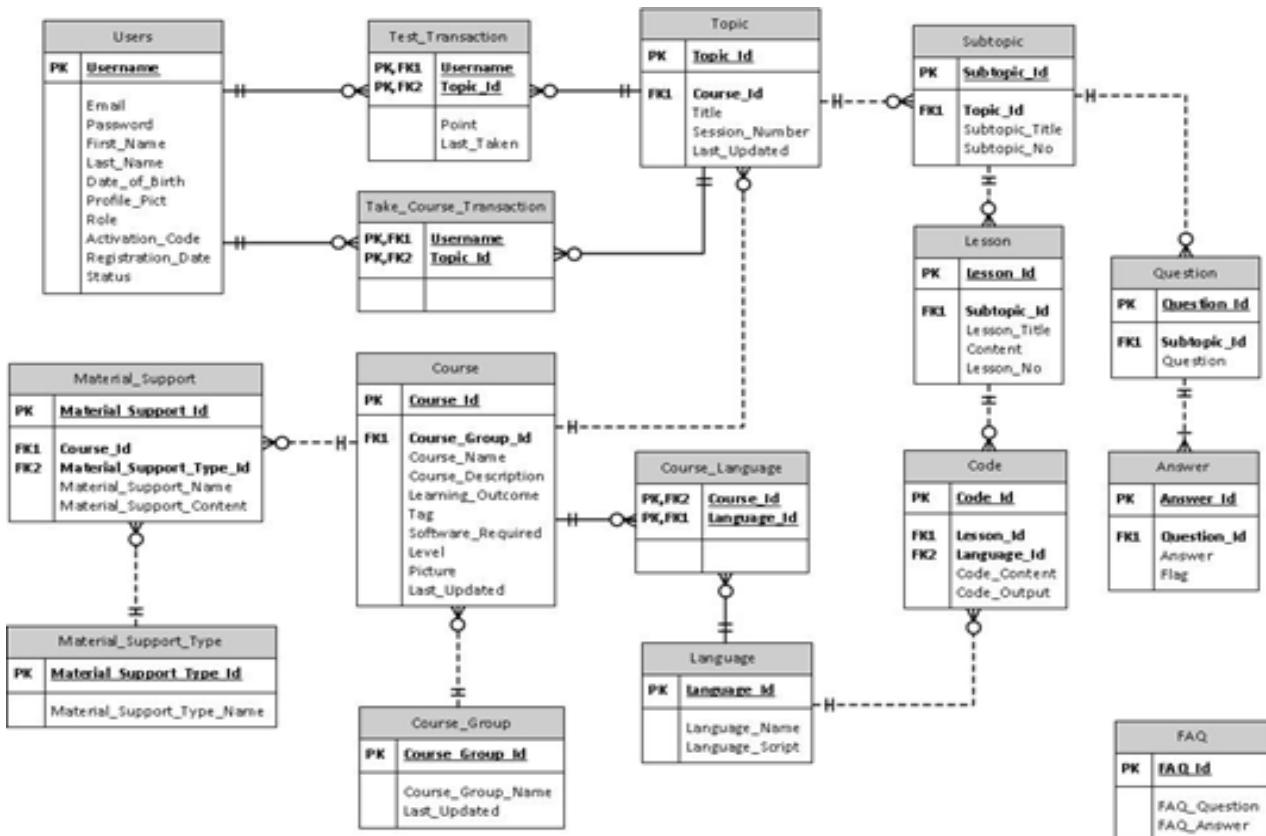 Users
PK Username
Email
Password
First_Name
Last_Name
Date_of_Birth
Profile_Pict
Role
Activation_Code
Registration_Date
Status
Test_Transaction
PK,FK1 Username
PK,FK2 Topic_Id
Point
Last_Taken
Take_Course_Transaction
PK,FK1 Username
PK,FK2 Topic_Id
Topic
PK Topic_Id
FK1 Course_Id
Title
Session_Number
Last_Updated
Subtopic
PK Subtopic_Id
FK1 Topic_Id
Subtopic_Title
Subtopic_No
Lesson
PK Lesson_Id
FK1 Subtopic_Id
Lesson_Title
Content
Lesson_No
Question
PK Question_Id
FK1 Subtopic_Id
Question
Material_Support
PK Material_Support_Id
FK1 Course_Id
FK2 Material_Support_Type_Id
Material_Support_Name
Material_Support_Content
Course
PK Course_Id
FK1 Course_Group_Id
Course_Name
Course_Description
Learning_Outcome
Tag
Software_Required
Level
Picture
Last_Updated
Course_Language
PK,FK2 Course_Id
PK,FK1 Language_Id
Code
PK Code_Id
FK1 Lesson_Id
FK2 Language_Id
Code_Content
Code_Output
Answer
PK Answer_Id
FK1 Question_Id
Answer
Flag
Material_Support_Type
PK Material_Support_Type_Id
Material_Support_Type_Name
Course_Group
PK Course_Group_Id
Course_Group_Name
Last_Updated
Language
PK Language_Id
Language_Name
Language_Script
FAQ
PK FAQ_Id
FAQ_Question
FAQ_Answer